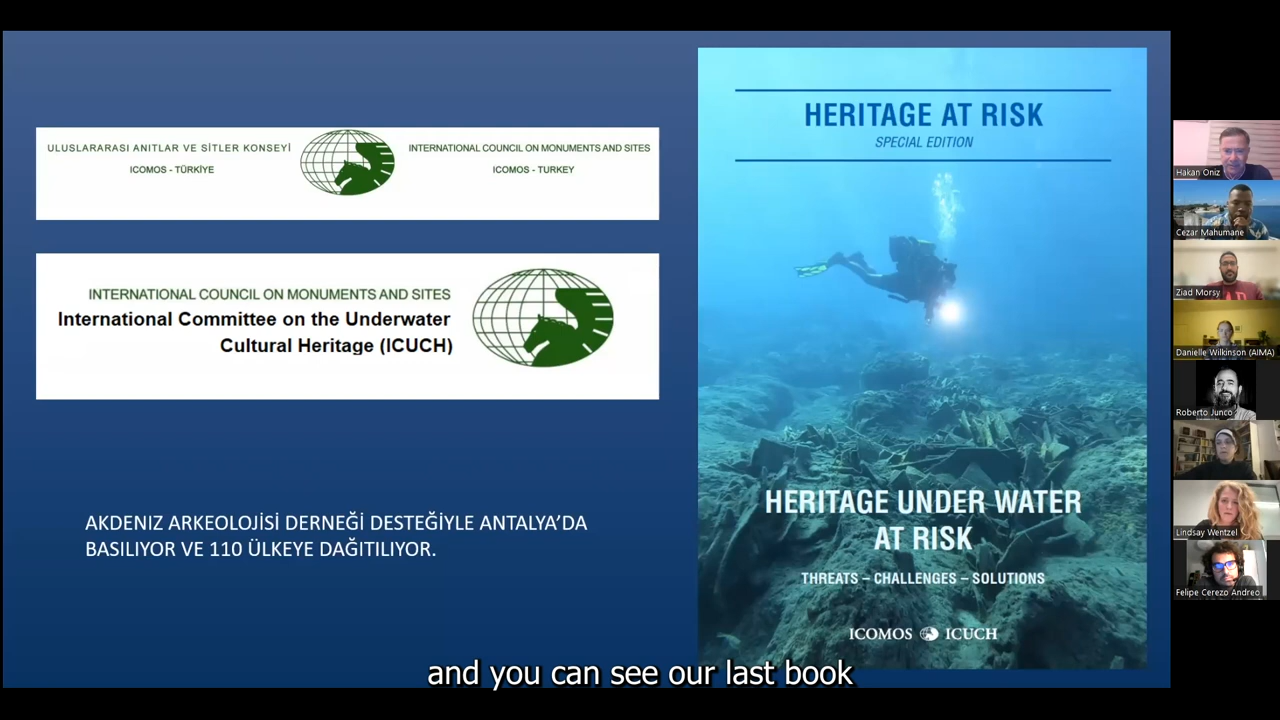 ULUSLARARASI ANITLAR VE SİTLER KONSEYİ
ICOMOS - TÜRKİYE
INTERNATIONAL COUNCIL ON MONUMENTS AND SITES
ICOMOS - TURKEY
INTERNATIONAL COUNCIL ON MONUMENTS AND SITES
International Committee on the Underwater
Cultural Heritage (ICUCH)
AKDENIZ ARKEOLOJİSİ DERNEĞİ DESTEĞİYLE ANTALYA'DA
BASILIYOR VE 110 ÜLKEYE DAĞITILIYOR.
HERITAGE AT RISK
SPECIAL EDITION
HERITAGE UNDER WATER
AT RISK
THREATS – CHALLENGES – SOLUTIONS
ICOMOS ICUCH
and you can see our last book
Hakan Oniz
Cezar Mahumane
Ziad Morsy
Danielle Wilkinson (AIMA)
Roberto Junco
Lindsay Wentzel
Felipe Cerezo Andreo